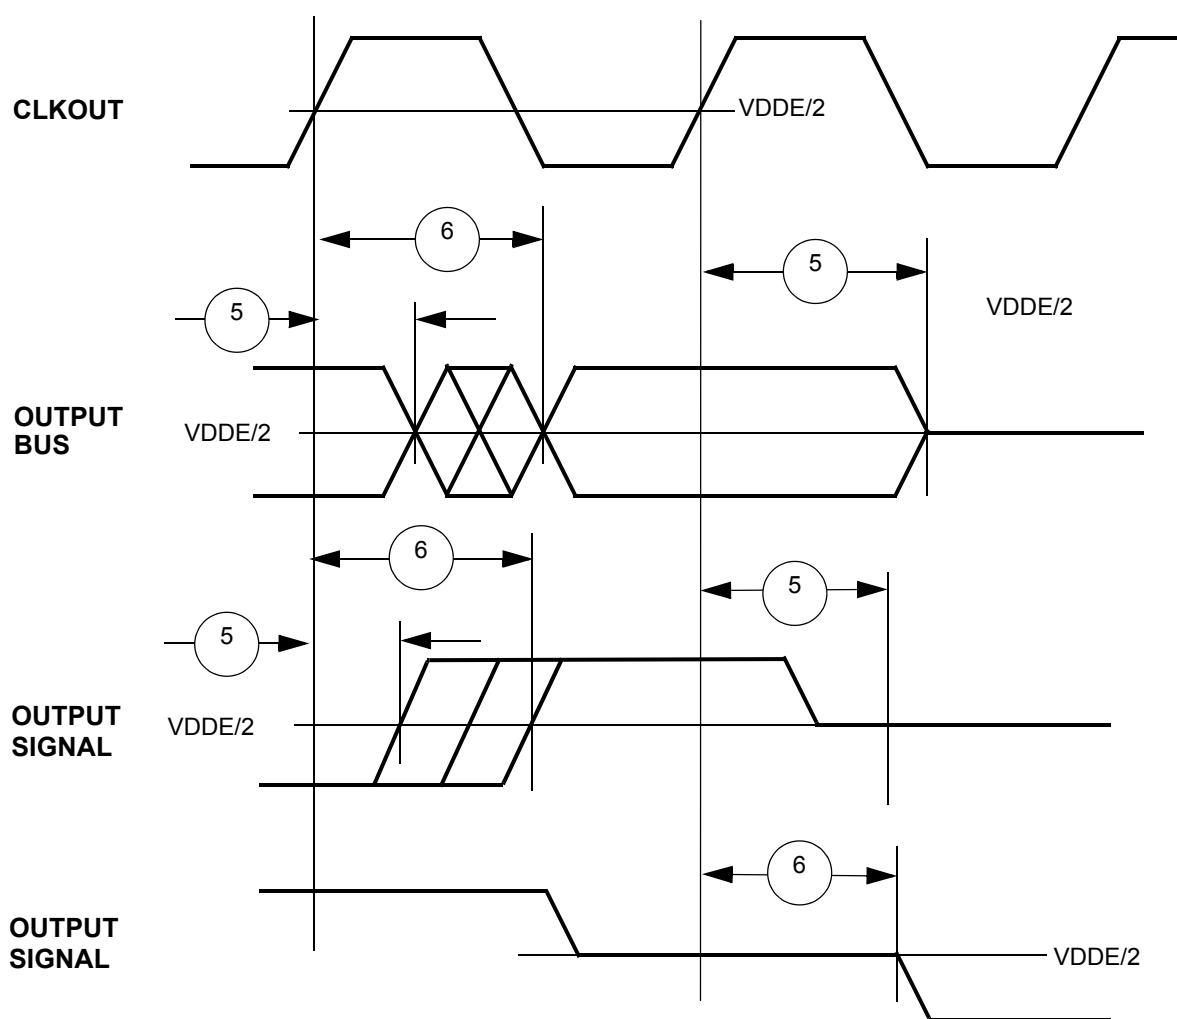 CLKOUT
VDDE/2
6
5
5
VDDE/2
OUTPUT
BUS
VDDE/2
6
5
5
OUTPUT
SIGNAL
VDDE/2
6
OUTPUT
SIGNAL
VDDE/2